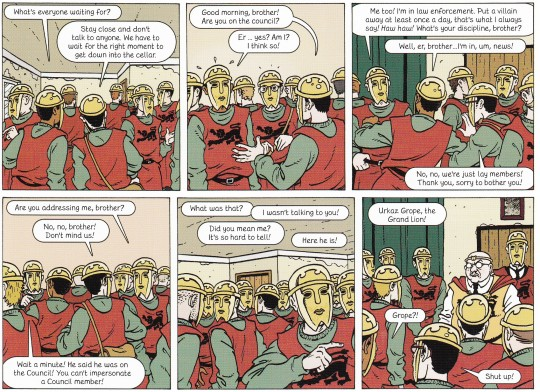 What's everyone waiting for?
Stay close and don't
talk to anyone. We have to
wait for the right moment to
get down into the cellar.
Good morning, brother!
Are you on the council?
Er ... yes? Am I?
I think so!
Me too! I'm in law enforcement. Put a villain
away at least once a day, that's what I always
say! Haw haw! What's your discipline, brother?
Well, er, brother...I'm in, um, news!
No, no, we're just lay members!
Thank you, sorry to bother you!
Are you addressing me, brother?
No, no, brother!
Don't mind us!
Wait a minute! He said he was on
the Council! You can't impersonate
a Council member!
What was that?
I wasn't talking to you!
Did you mean me?
It's so hard to tell!
Here he is!
Urkaz Grope, the
Grand Lion!
Grope?!
Shut up!